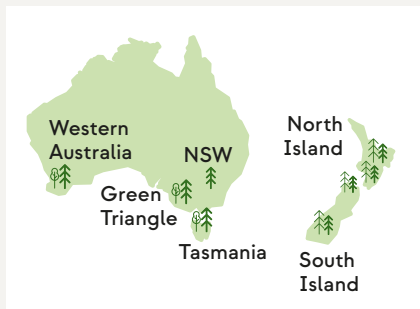 Western
Australia
NSW
Green
Triangle
Tasmania
North
Island
South
Island